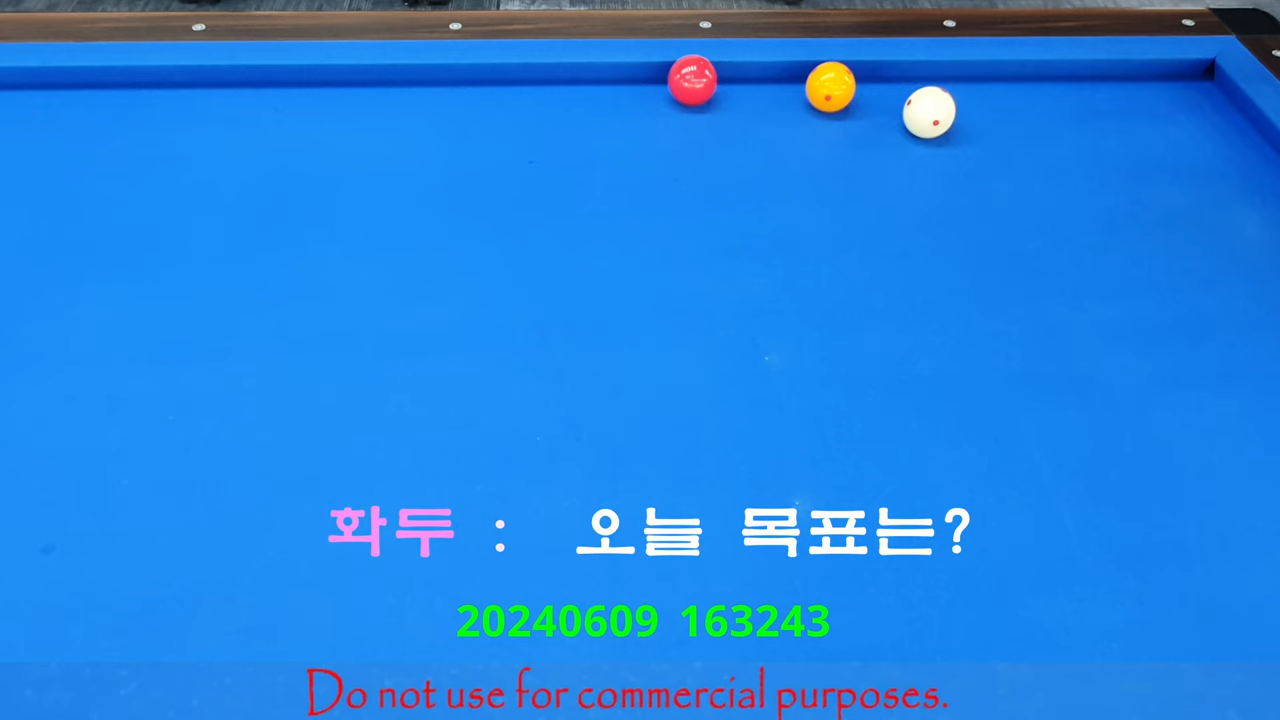 화두 : 오늘 목표는?
20240609 163243
Do not use for commercial purposes.